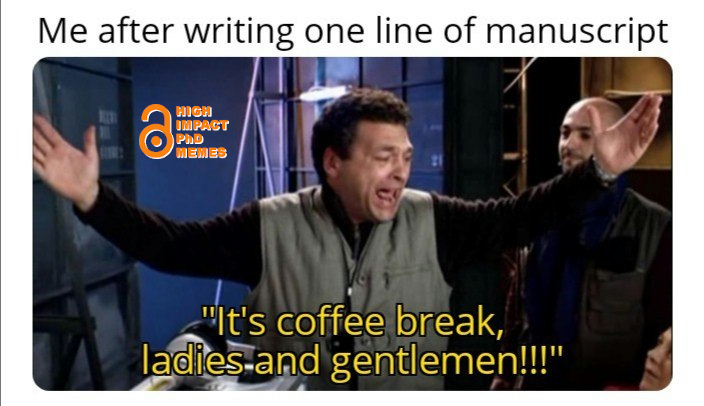 Me after writing one line of manuscript
HIGH
IMPACT
PhD
MEMES
"It's coffee break,
ladies and gentlemen!!!"